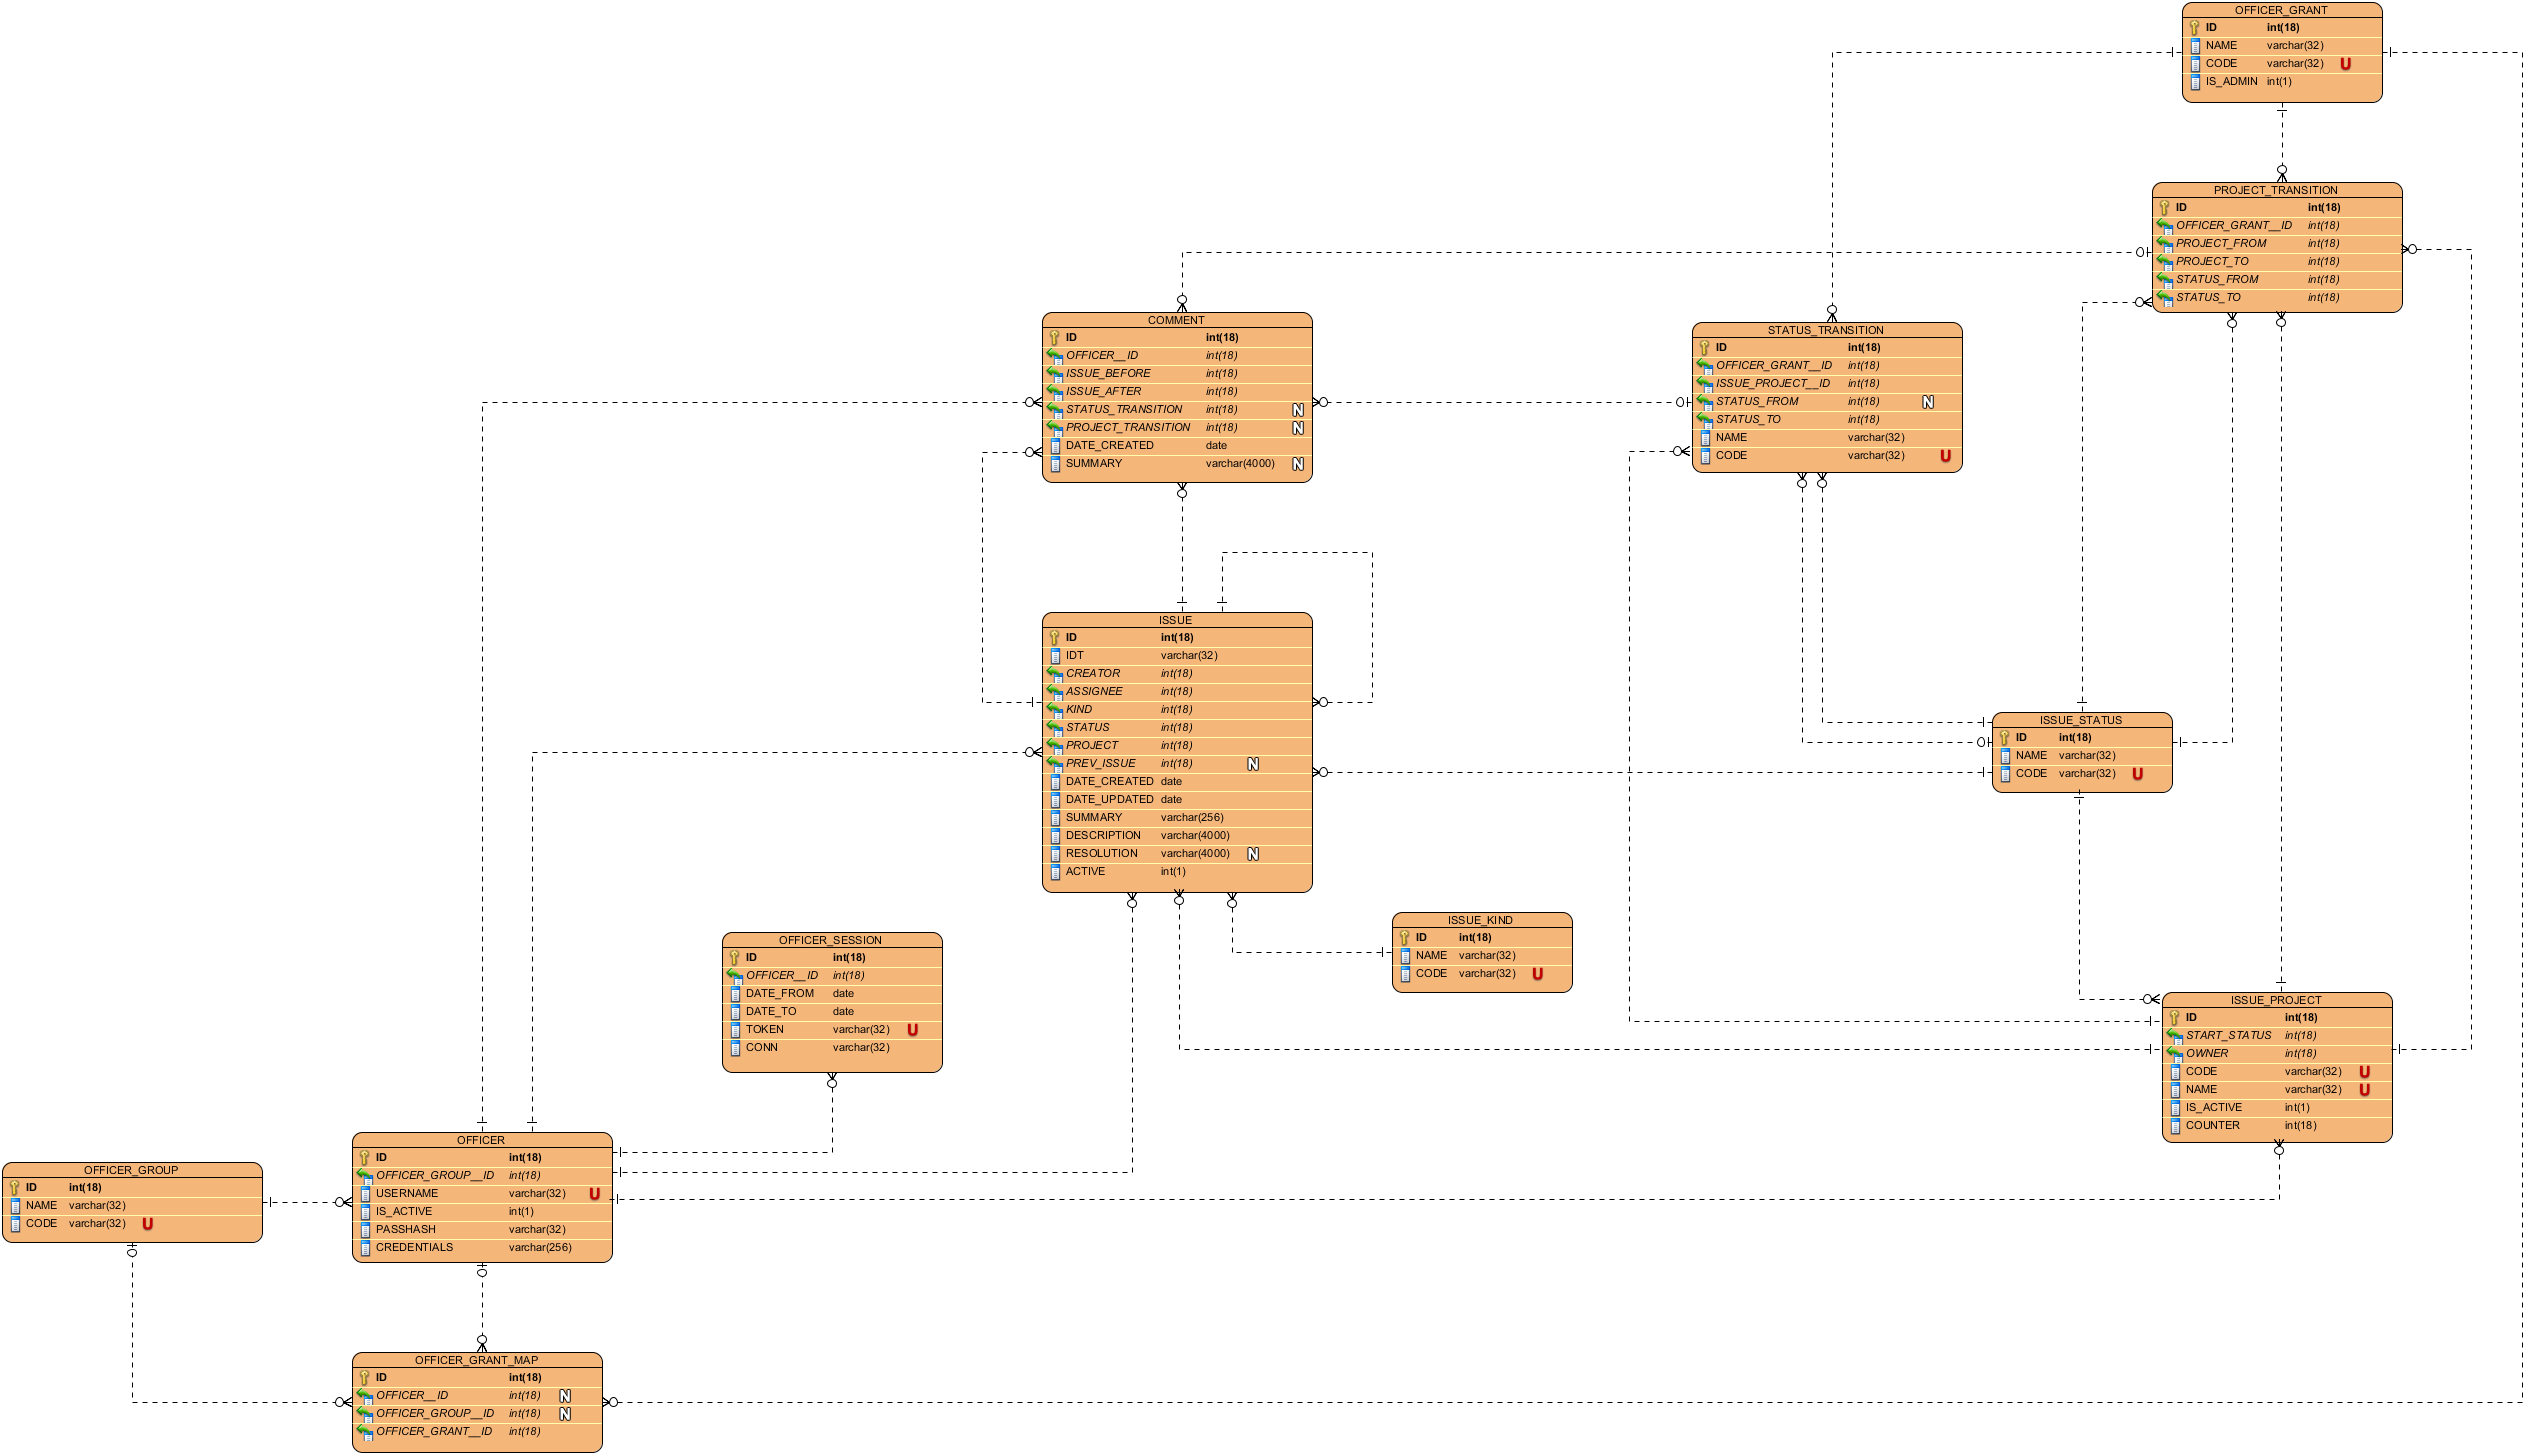 OFFICER_GRANT
ID int(18)
NAME varchar(32)
CODE varchar(32) U
IS_ADMIN int(1)
PROJECT_TRANSITION
ID int(18)
OFFICER_GRANT__ID int(18)
PROJECT_FROM int(18)
PROJECT_TO int(18)
STATUS_FROM int(18)
STATUS_TO int(18)
COMMENT
ID int(18)
OFFICER__ID int(18)
ISSUE_BEFORE int(18)
ISSUE_AFTER int(18)
STATUS_TRANSITION int(18) N
PROJECT_TRANSITION int(18) N
DATE_CREATED date
SUMMARY varchar(4000) N
STATUS_TRANSITION
ID int(18)
OFFICER_GRANT__ID int(18)
ISSUE_PROJECT__ID int(18)
STATUS_FROM int(18) N
STATUS_TO int(18)
NAME varchar(32)
CODE varchar(32) U
ISSUE
ID int(18)
IDT varchar(32)
CREATOR int(18)
ASSIGNEE int(18)
KIND int(18)
STATUS int(18)
PROJECT int(18)
PREV_ISSUE int(18) N
DATE_CREATED date
DATE_UPDATED date
SUMMARY varchar(256)
DESCRIPTION varchar(4000)
RESOLUTION varchar(4000) N
ACTIVE int(1)
ISSUE_STATUS
ID int(18)
NAME varchar(32)
CODE varchar(32) U
ISSUE_KIND
ID int(18)
NAME varchar(32)
CODE varchar(32) U
OFFICER_SESSION
ID int(18)
OFFICER__ID int(18)
DATE_FROM date
DATE_TO date
TOKEN varchar(32) U
CONN varchar(32)
ISSUE_PROJECT
ID int(18)
START_STATUS int(18)
OWNER int(18)
CODE varchar(32) U
NAME varchar(32) U
IS_ACTIVE int(1)
COUNTER int(18)
OFFICER
ID int(18)
OFFICER_GROUP__ID int(18)
USERNAME varchar(32) U
IS_ACTIVE int(1)
PASSHASH varchar(32)
CREDENTIALS varchar(256)
OFFICER_GROUP
ID int(18)
NAME varchar(32)
CODE varchar(32) U
OFFICER_GRANT_MAP
ID int(18)
OFFICER__ID int(18) N
OFFICER_GROUP__ID int(18) N
OFFICER_GRANT__ID int(18)